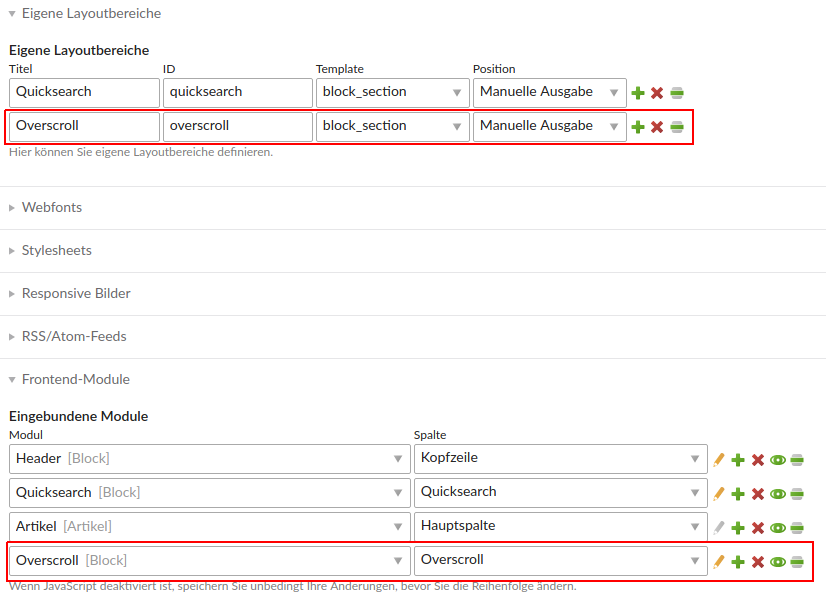 Eigene Layoutbereiche
Eigene Layoutbereiche
Titel ID Template Position
Quicksearch quicksearch block_section Manuelle Ausgabe
Overscroll overscroll block_section Manuelle Ausgabe
Hier können Sie eigene Layoutbereiche definieren.
Webfonts
Stylesheets
Responsive Bilder
RSS/Atom-Feeds
Frontend-Module
Eingebundene Module
Modul Spalte
Header [Block] Kopfzeile
Quicksearch [Block] Quicksearch
Artikel [Artikel] Hauptspalte
Overscroll [Block] Overscroll
Wenn JavaScript deaktiviert ist, speichern Sie unbedingt Ihre Änderungen, bevor Sie die Reihenfolge ändern.